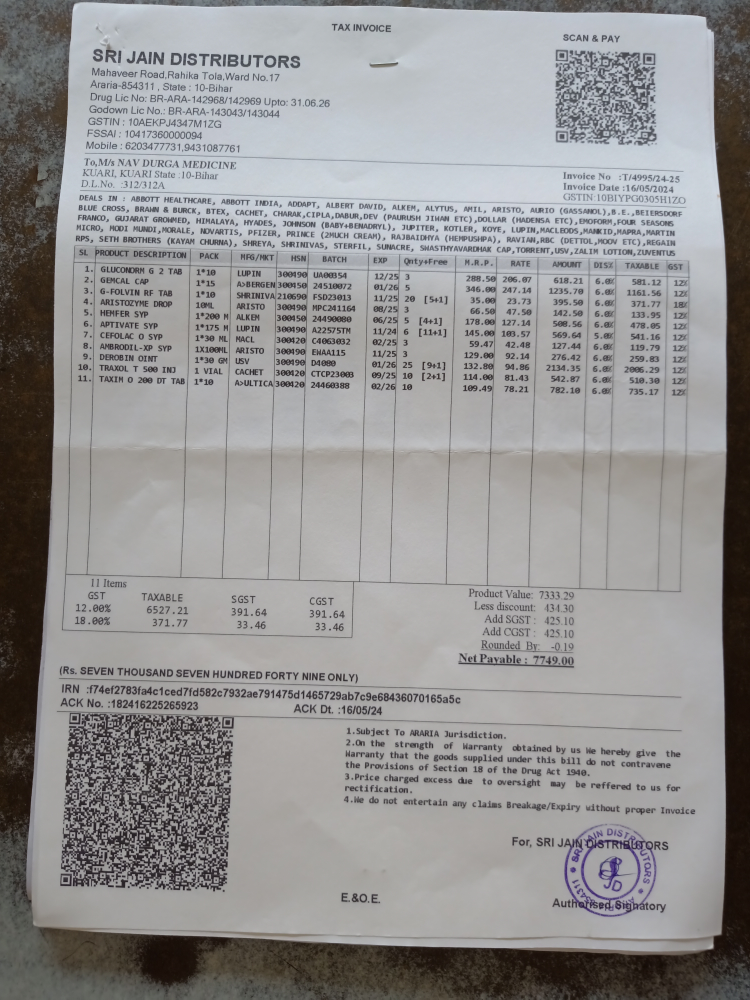 TAX INVOICE
SCAN & PAY
SRI JAIN DISTRIBUTORS
Mahaveer Road,Rahika Tola,Ward No.17
Araria-854311 , State : 10-Bihar
Drug Lic No: BR-ARA-142968/142969 Upto: 31.06.26
Godown Lic No.: BR-ARA-143043/143044
GSTIN : 10AEKPJ4347M1ZG
FSSAI : 10417360000094
Mobile : 6203477731,9431087761
To,M/s NAV DURGA MEDICINE
KUARI, KUARI State :10-Bihar
D.L.No. :312/312A
Invoice No :T/4995/24-25
Invoice Date :16/05/2024
GSTIN:10BIYPG0305H1ZO
DEALS IN : ABBOTT HEALTHCARE, ABBOTT INDIA, ADDAPT, ALBERT DAVID, ALKEM, ALYTUS, AMIL, ARISTO, AURIO (GASSANOL),B.E.,BEIERSDORF
BLUE CROSS, BRAWN & BURCK, BTEX, CACHET, CHARAK,CIPLA,DABUR,DEV (PAURUSH JIWAN ETC),DOLLAR (HADENSA ETC),EMOFORM,FOUR SEASONS
FRANCO, GUJARAT GROWMED, HIMALAYA, HYADES, JOHNSON (BABY+BENADRYL), JUPITER, KOTLER, KOYE, LUPIN,MACLEODS,MANKID,MAPRA,MARTIN
MICRO, MODI MUNDI,MORALE, NOVARTIS, PFIZER, PRINCE (2MUCH CREAM), RAJBAIDHYA (HEMPUSHPA), RAVIAN,RBC (DETTOL,MOOV ETC),REGAIN
RPS, SETH BROTHERS (KAYAM CHURNA), SHREYA, SHRINIVAS, STERFIL, SUNACRE, SWASTHYAVARDHAK CAP,TORRENT,USV,ZALIM LOTION,ZUVENTUS
SL PRODUCT DESCRIPTION PACK MFG/MKT HSN BATCH EXP Qnty+Free M.R.P. RATE AMOUNT DIS% TAXABLE GST
1. GLUCONORM G 2 TAB 1*10 LUPIN 300490 UA00354 12/25 3 288.50 206.07 618.21 6.0% 581.12 12%
2. GEMCAL CAP 1*15 A>BERGEN 300450 24510072 01/26 5 346.00 247.14 1235.70 6.0% 1161.56 12%
3. G-FOLVIN RF TAB 1*10 SHRINIVA 210690 FSD23013 11/25 20 [5+1] 35.00 23.73 395.50 6.0% 371.77 18%
4. ARISTOZYME DROP 10ML ARISTO 300490 MPC241164 08/25 3 66.50 47.50 142.50 6.0% 133.95 12%
5. HEMFER SYP 1*200 M ALKEM 300450 24490080 06/25 5 [4+1] 178.00 127.14 508.56 6.0% 478.05 12%
6. APTIVATE SYP 1*175 M LUPIN 300490 A22575TM 11/24 6 [11+1] 145.00 103.57 569.64 5.0% 541.16 12%
7. CEFOLAC O SYP 1*30 ML MACL 300420 C4063032 02/25 3 59.47 42.48 127.44 6.0% 119.79 12%
8. AMBRODIL-XP SYP 1X100ML ARISTO 300490 EHAA115 11/25 3 129.00 92.14 276.42 6.0% 259.83 12%
9. DEROBIN OINT 1*30 GM USV 300490 D4080 01/26 25 [9+1] 132.80 94.86 2134.35 6.0% 2006.29 12%
10. TRAXOL T 500 INJ 1 VIAL CACHET 300420 CTCP23003 09/25 10 [2+1] 114.00 81.43 542.87 6.0% 510.30 12%
11. TAXIM O 200 DT TAB 1*10 A>ULTICA 300420 24460388 02/26 10 109.49 78.21 782.10 6.0% 735.17 12%
11 Items
GST TAXABLE SGST CGST
12.00% 6527.21 391.64 391.64
18.00% 371.77 33.46 33.46
Product Value: 7333.29
Less discount: 434.30
Add SGST : 425.10
Add CGST : 425.10
Rounded By: -0.19
Net Payable : 7749.00
(Rs. SEVEN THOUSAND SEVEN HUNDRED FORTY NINE ONLY)
IRN :f74ef2783fa4c1ced7fd582c7932ae791475d1465729ab7c9e68436070165a5c
ACK No. :182416225265923 ACK Dt. :16/05/24
1.Subject To ARARIA Jurisdiction.
2.On the strength of Warranty obtained by us We hereby give the
Warranty that the goods supplied under this bill do not contravene
the Provisions of Section 18 of the Drug Act 1940.
3.Price charged excess due to oversight may be reffered to us for
rectification.
4.We do not entertain any claims Breakage/Expiry without proper Invoice
For, SRI JAIN DISTRIBUTORS
JD
Authorised Signatory
E.&O.E.